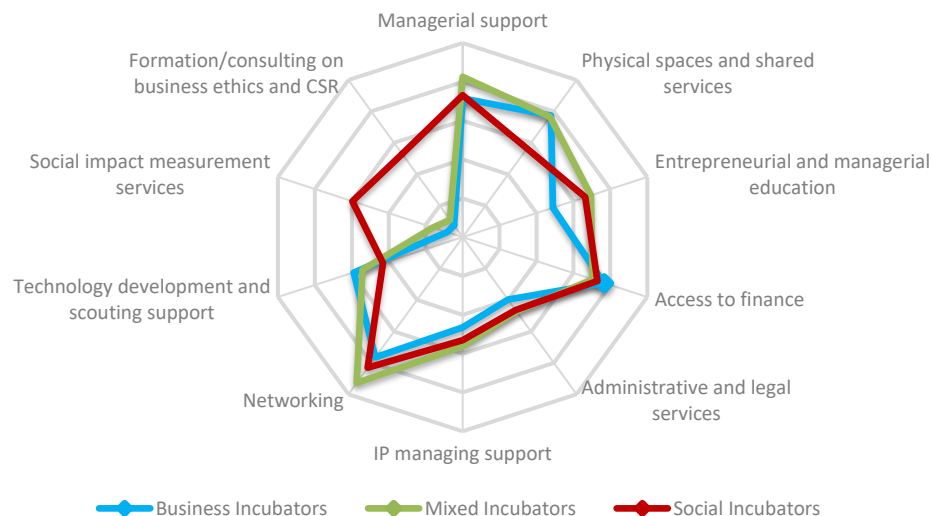 Managerial support
Formation/consulting on
business ethics and CSR
Physical spaces and shared
services
Social impact measurement
services
Entrepreneurial and managerial
education
Technology development and
scouting support
Access to finance
Networking
Administrative and legal
services
IP managing support
Business Incubators
Mixed Incubators
Social Incubators